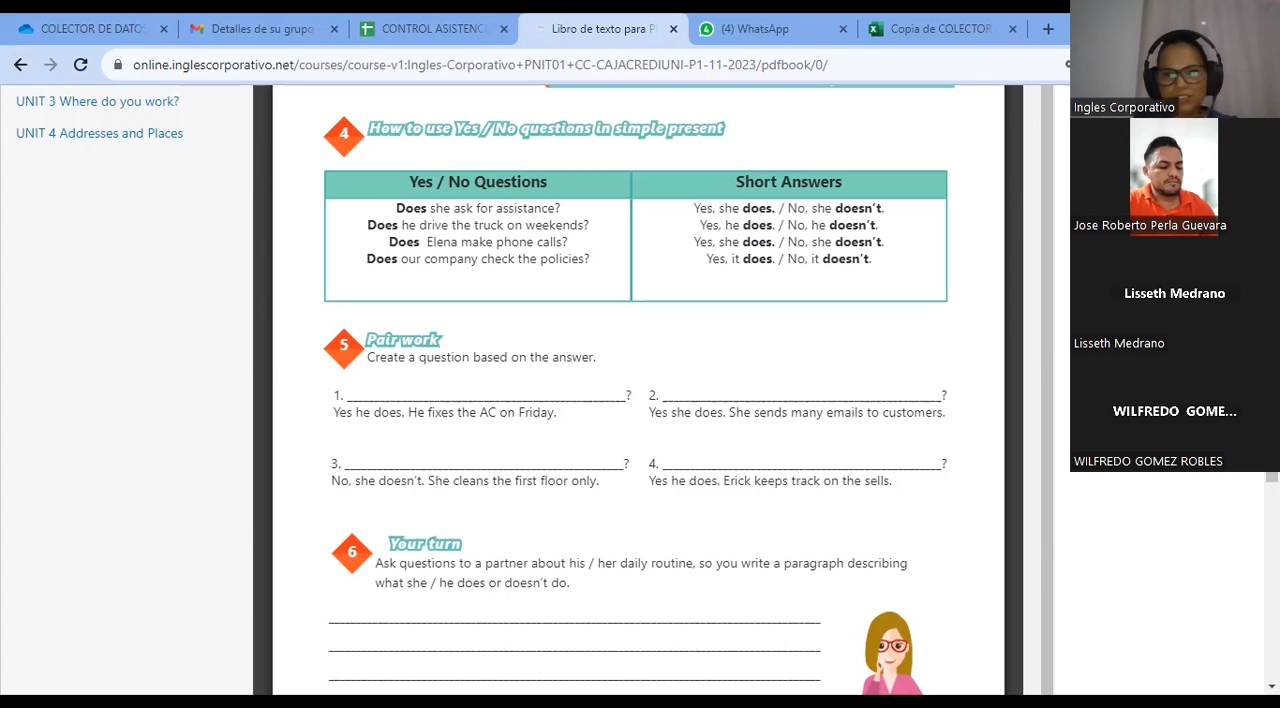 COLECTOR DE DATOS
Detalles de su grupo
CONTROL ASISTENC
Libro de texto para P
(4) WhatsApp
Copia de COLECTOR
online.inglescorporativo.net/courses/course-v1:Ingles-Corporativo+PNIT01+CC-CAJACREDIUNI-P1-11-2023/pdfbook/0/
UNIT 3 Where do you work?
UNIT 4 Addresses and Places
4 How to use Yes / No questions in simple present
Yes / No Questions
Does she ask for assistance?
Does he drive the truck on weekends?
Does Elena make phone calls?
Does our company check the policies?
Short Answers
Yes, she does. / No, she doesn't.
Yes, he does. / No, he doesn't.
Yes, she does. / No, she doesn't.
Yes, it does. / No, it doesn't.
5 Pair work
Create a question based on the answer.
1. ______________________________________?
Yes he does. He fixes the AC on Friday.
2. ______________________________________?
Yes she does. She sends many emails to customers.
3. ______________________________________?
No, she doesn't. She cleans the first floor only.
4. ______________________________________?
Yes he does. Erick keeps track on the sells.
6 Your turn
Ask questions to a partner about his / her daily routine, so you write a paragraph describing
what she / he does or doesn't do.
Ingles Corporativo
Jose Roberto Perla Guevara
Lisseth Medrano
Lisseth Medrano
WILFREDO GOME...
WILFREDO GOMEZ ROBLES